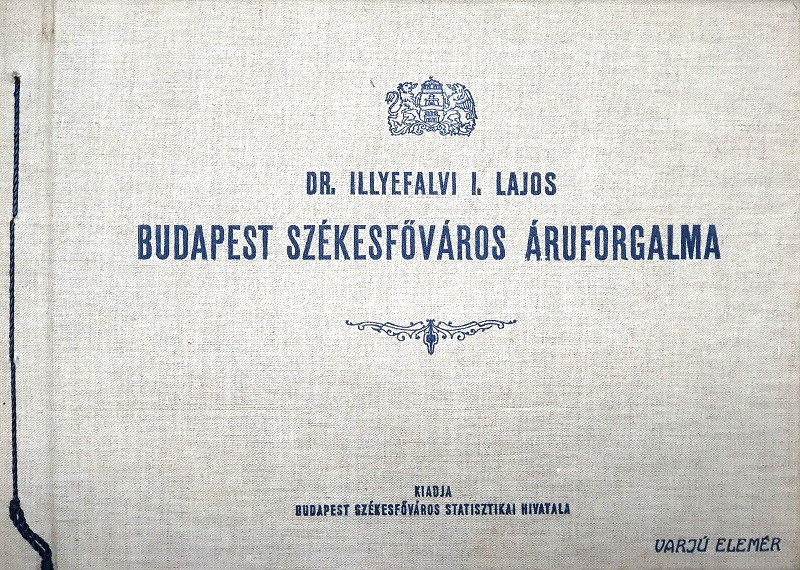 DR. ILLYEFALVI I. LAJOS
BUDAPEST SZÉKESFŐVÁROS ÁRUFORGALMA
KIADJA
BUDAPEST SZÉKESFŐVÁROS STATISZTIKAI HIVATALA
VARJÚ ELEMÉR